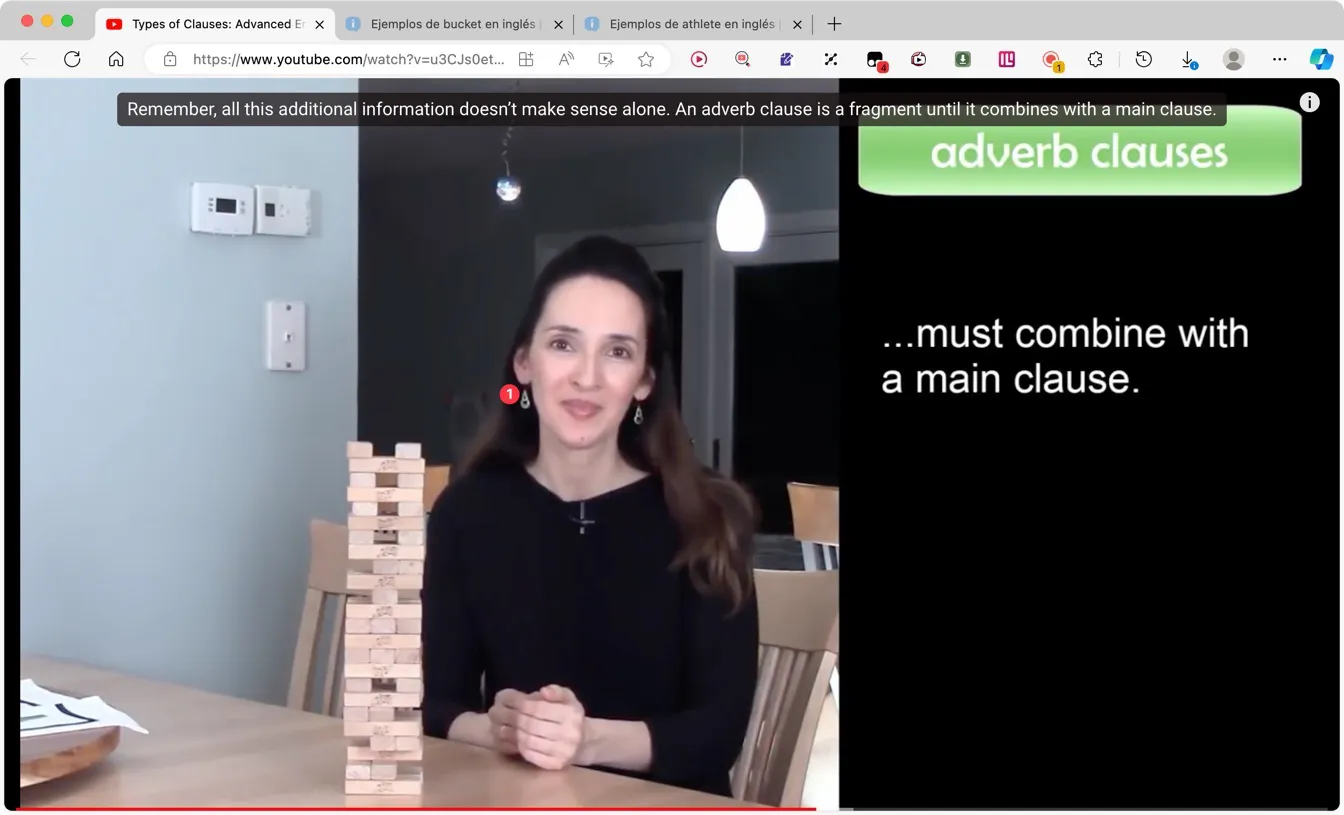 Types of Clauses: Advanced En
Ejemplos de bucket en inglés
Ejemplos de athlete en inglés
https://www.youtube.com/watch?v=u3CJs0et...
4
1
Remember, all this additional information doesn’t make sense alone. An adverb clause is a fragment until it combines with a main clause.
adverb clauses
...must combine with
a main clause.
1